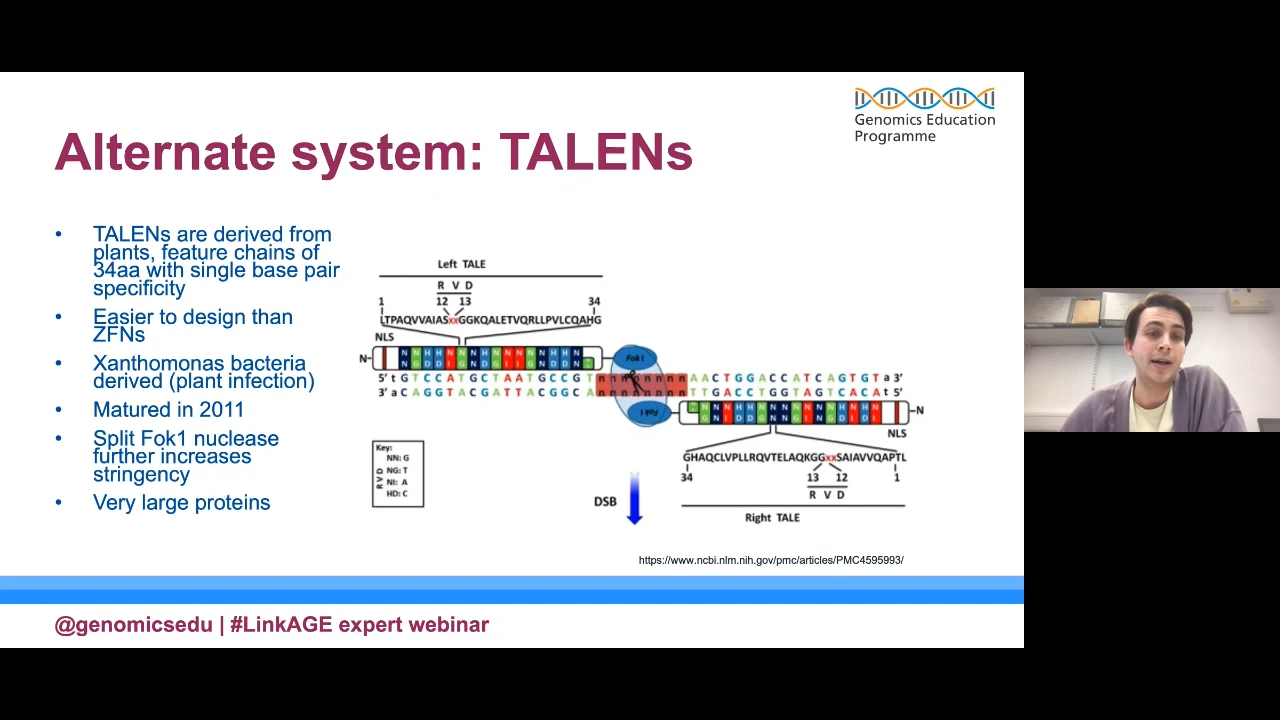 Genomics Education
Programme
Alternate system: TALENs
• TALENs are derived from
plants, feature chains of
34aa with single base pair
specificity
• Easier to design than
ZFNs
• Xanthomonas bacteria
derived (plant infection)
• Matured in 2011
• Split Fok1 nuclease
further increases
stringency
• Very large proteins
Left TALE
R V D
1 12 13 34
LTPAQVVAIASxxGGKQALETVQRLLPVLCQAHG
NLS
N-
Fok I
5' t G T C C A T G C T A A T G C C G T n n n n n n n n A A C T G G A C C A T C A G T G T a 3'
3' a C A G G T A C G A T T A C G G C A n n n n n n n n T T G A C C T G G T A G T C A C A t 5'
Fok I
-N
NLS
Key:
RVD
NN: G
NG: T
NI: A
HD: C
GHAQCLVPLLRQVTELAQKGGxxSAIAVVQAPTL
34 13 12 1
R V D
DSB
Right TALE
https://www.ncbi.nlm.nih.gov/pmc/articles/PMC4595993/
@genomicsedu | #LinkAGE expert webinar